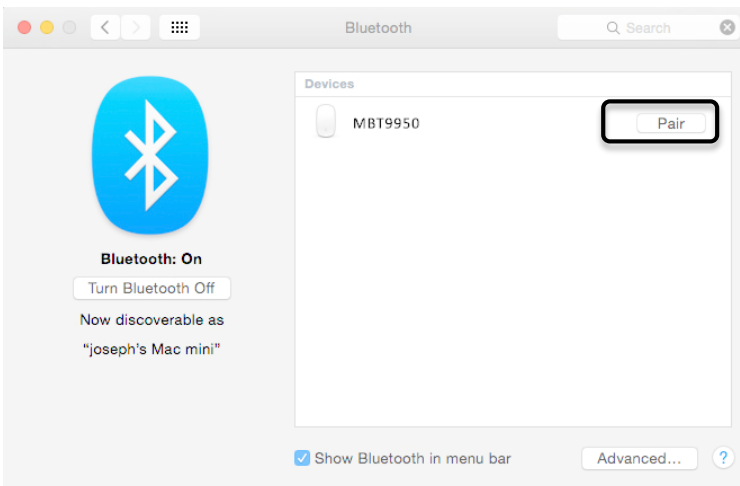 Bluetooth
Search
Devices
MBT9950
Pair
Bluetooth: On
Turn Bluetooth Off
Now discoverable as
“joseph’s Mac mini”
Show Bluetooth in menu bar
Advanced...
?